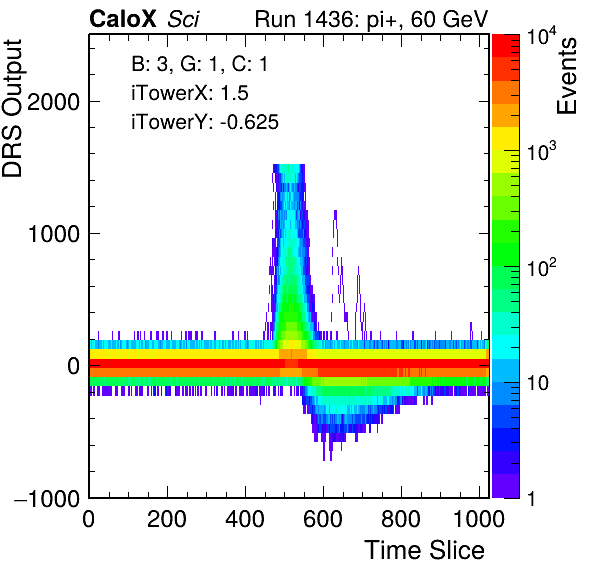 CaloX Sci Run 1436: pi+, 60 GeV
B: 3, G: 1, C: 1
iTowerX: 1.5
iTowerY: -0.625
DRS Output
2000
1000
0
−1000
0 200 400 600 800 1000
Time Slice
Events
10^4
10^3
10^2
10
1